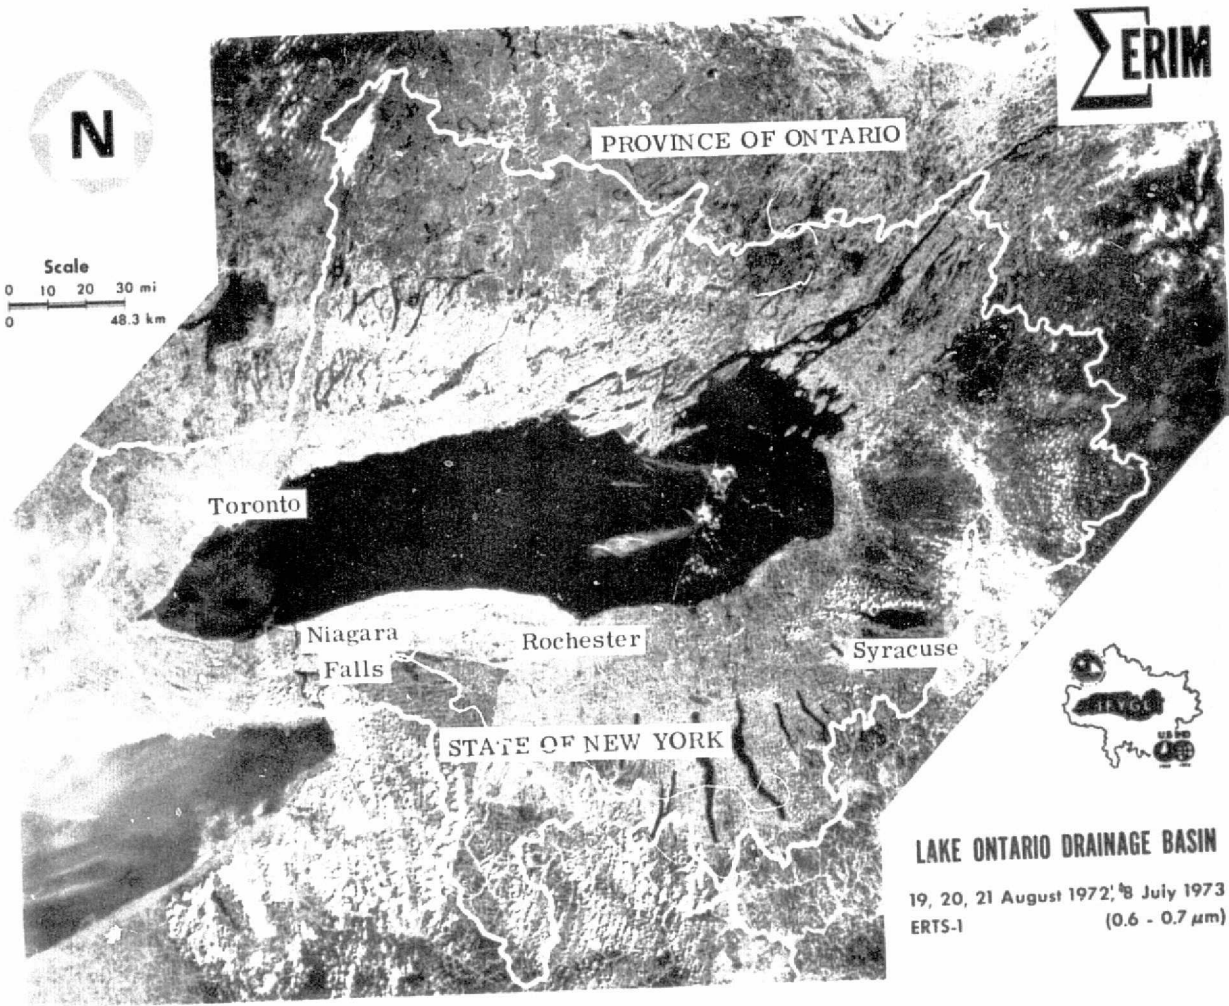 ERIM
N
PROVINCE OF ONTARIO
Scale
0 10 20 30 mi
0 48.3 km
Toronto
Niagara
Falls
Rochester
Syracuse
STATE OF NEW YORK
IFYGL
LAKE ONTARIO DRAINAGE BASIN
19, 20, 21 August 1972, 8 July 1973
ERTS-1 (0.6 - 0.7 μm)